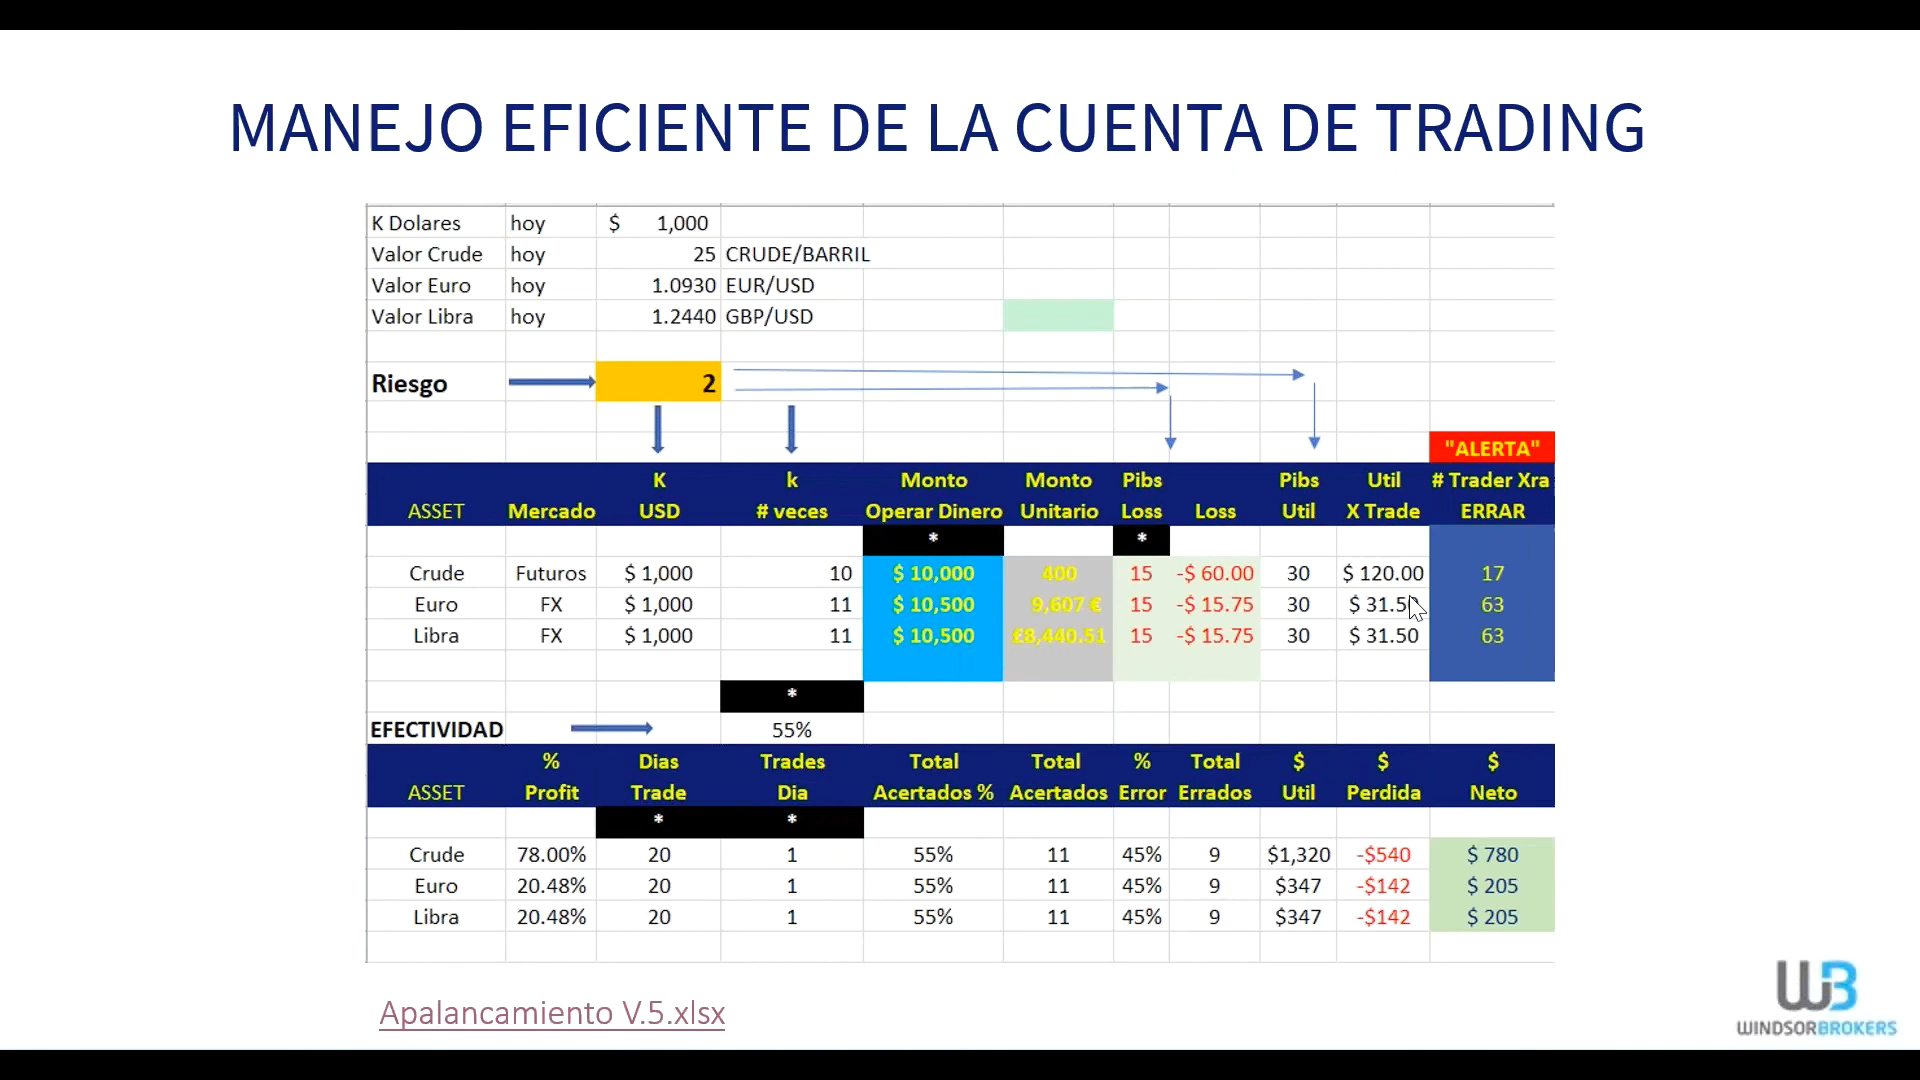 MANEJO EFICIENTE DE LA CUENTA DE TRADING
K Dolares hoy $ 1,000
Valor Crude hoy 25 CRUDE/BARRIL
Valor Euro hoy 1.0930 EUR/USD
Valor Libra hoy 1.2440 GBP/USD
Riesgo 2
"ALERTA"
K k Monto Monto Pibs Pibs Util # Trader Xra
ASSET Mercado USD # veces Operar Dinero Unitario Loss Loss Util X Trade ERRAR
* *
Crude Futuros $ 1,000 10 $ 10,000 400 15 -$ 60.00 30 $ 120.00 17
Euro FX $ 1,000 11 $ 10,500 9,607 € 15 -$ 15.75 30 $ 31.50 63
Libra FX $ 1,000 11 $ 10,500 £8,440.51 15 -$ 15.75 30 $ 31.50 63
*
EFECTIVIDAD 55%
% Dias Trades Total Total % Total $ $ $
ASSET Profit Trade Dia Acertados % Acertados Error Errados Util Perdida Neto
* *
Crude 78.00% 20 1 55% 11 45% 9 $1,320 -$540 $ 780
Euro 20.48% 20 1 55% 11 45% 9 $347 -$142 $ 205
Libra 20.48% 20 1 55% 11 45% 9 $347 -$142 $ 205
Apalancamiento V.5.xlsx
WB
WINDSORBROKERS